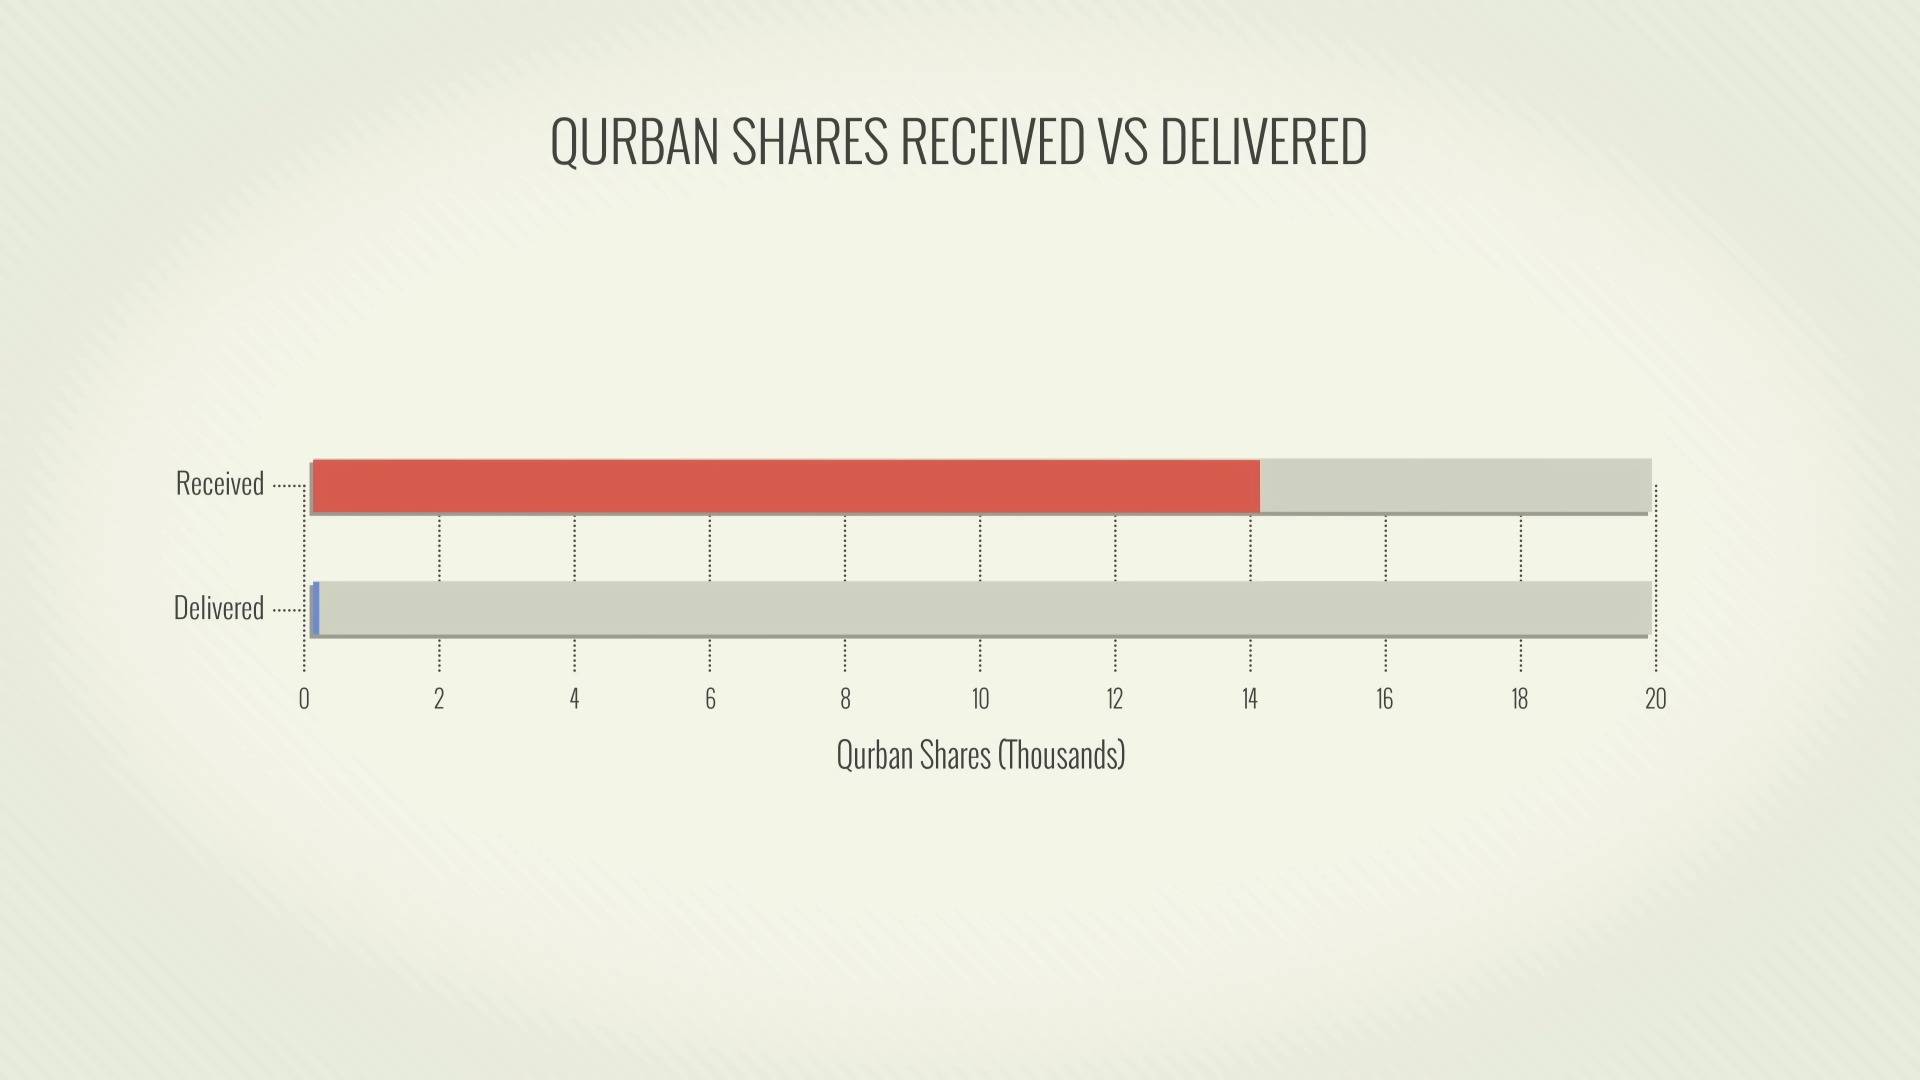 QURBAN SHARES RECEIVED VS DELIVERED
Received
Delivered
0 2 4 6 8 10 12 14 16 18 20
Qurban Shares (Thousands)